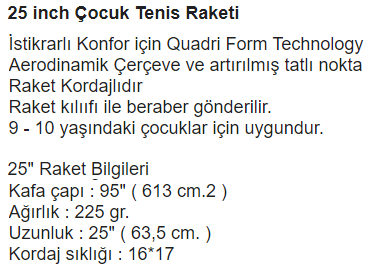 25 inch Çocuk Tenis Raketi
İstikrarlı Konfor için Quadri Form Technology
Aerodinamik Çerçeve ve artırılmış tatlı nokta
Raket Kordajlıdır
Raket kılııfı ile beraber gönderilir.
9 - 10 yaşındaki çocuklar için uygundur.
25" Raket Bilgileri
Kafa çapı : 95" ( 613 cm.2 )
Ağırlık : 225 gr.
Uzunluk : 25" ( 63,5 cm. )
Kordaj sıklığı : 16*17